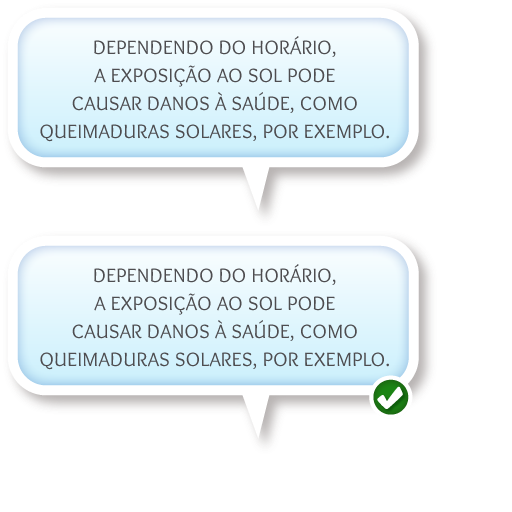 DEPENDENDO DO HORÁRIO,
A EXPOSIÇÃO AO SOL PODE
CAUSAR DANOS À SAÚDE, COMO
QUEIMADURAS SOLARES, POR EXEMPLO.
DEPENDENDO DO HORÁRIO,
A EXPOSIÇÃO AO SOL PODE
CAUSAR DANOS À SAÚDE, COMO
QUEIMADURAS SOLARES, POR EXEMPLO.